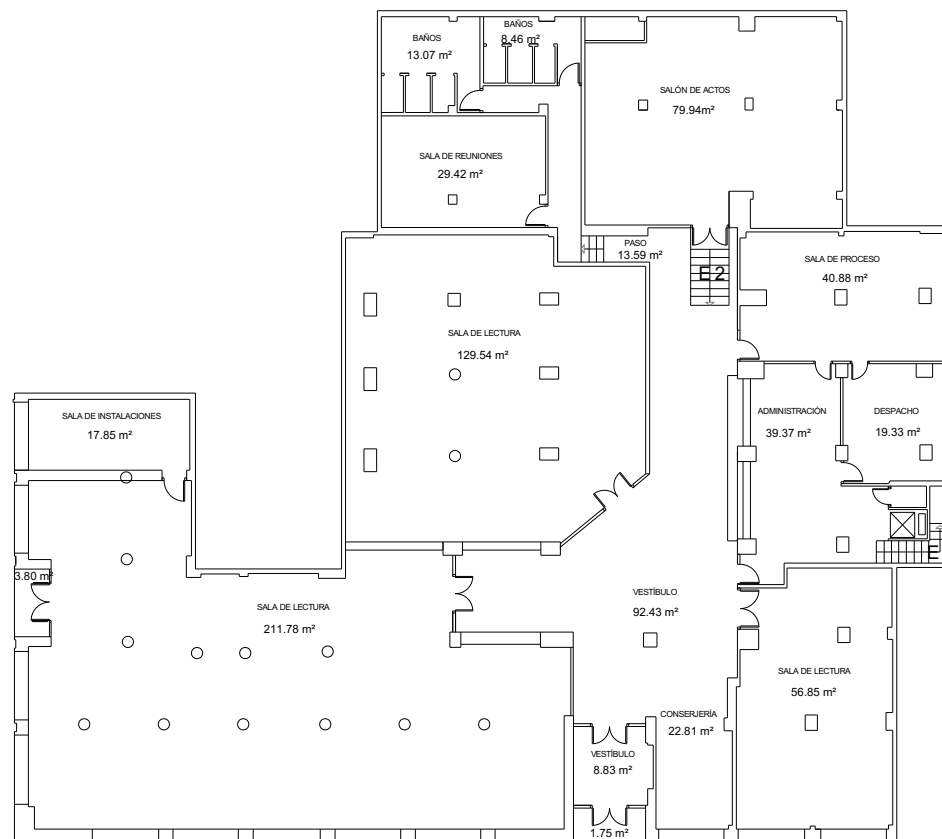 BAÑOS
13.07 m²
BAÑOS
8.46 m²
SALÓN DE ACTOS
79.94m²
SALA DE REUNIONES
29.42 m²
PASO
13.59 m²
E 2
SALA DE PROCESO
40.88 m²
SALA DE LECTURA
129.54 m²
SALA DE INSTALACIONES
17.85 m²
ADMINISTRACIÓN
39.37 m²
DESPACHO
19.33 m²
E
3.80 m²
SALA DE LECTURA
211.78 m²
VESTÍBULO
92.43 m²
SALA DE LECTURA
56.85 m²
CONSERJERÍA
22.81 m²
VESTÍBULO
8.83 m²
1.75 m²